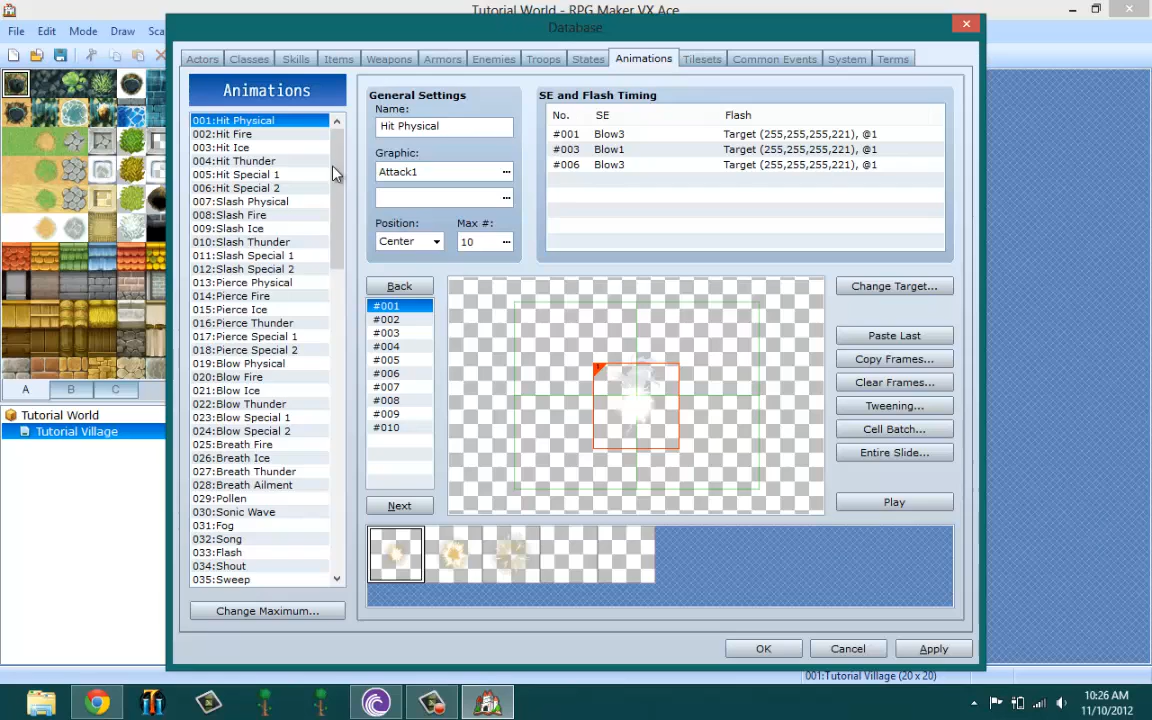 Tutorial World - RPG Maker VX Ace
File Edit Mode Draw Sca
Database
Actors Classes Skills Items Weapons Armors Enemies Troops States Animations Tilesets Common Events System Terms
Animations
001:Hit Physical
002:Hit Fire
003:Hit Ice
004:Hit Thunder
005:Hit Special 1
006:Hit Special 2
007:Slash Physical
008:Slash Fire
009:Slash Ice
010:Slash Thunder
011:Slash Special 1
012:Slash Special 2
013:Pierce Physical
014:Pierce Fire
015:Pierce Ice
016:Pierce Thunder
017:Pierce Special 1
018:Pierce Special 2
019:Blow Physical
020:Blow Fire
021:Blow Ice
022:Blow Thunder
023:Blow Special 1
024:Blow Special 2
025:Breath Fire
026:Breath Ice
027:Breath Thunder
028:Breath Ailment
029:Pollen
030:Sonic Wave
031:Fog
032:Song
033:Flash
034:Shout
035:Sweep
Change Maximum...
General Settings
Name:
Hit Physical
Graphic:
Attack1
Position: Max #:
Center 10
SE and Flash Timing
No. SE Flash
#001 Blow3 Target (255,255,255,221), @1
#003 Blow1 Target (255,255,255,221), @1
#006 Blow3 Target (255,255,255,221), @1
Back
#001
#002
#003
#004
#005
#006
#007
#008
#009
#010
Next
1
Change Target...
Paste Last
Copy Frames...
Clear Frames...
Tweening...
Cell Batch...
Entire Slide...
Play
OK Cancel Apply
A B C
Tutorial World
Tutorial Village
001:Tutorial Village (20 x 20)
10:26 AM
11/10/2012